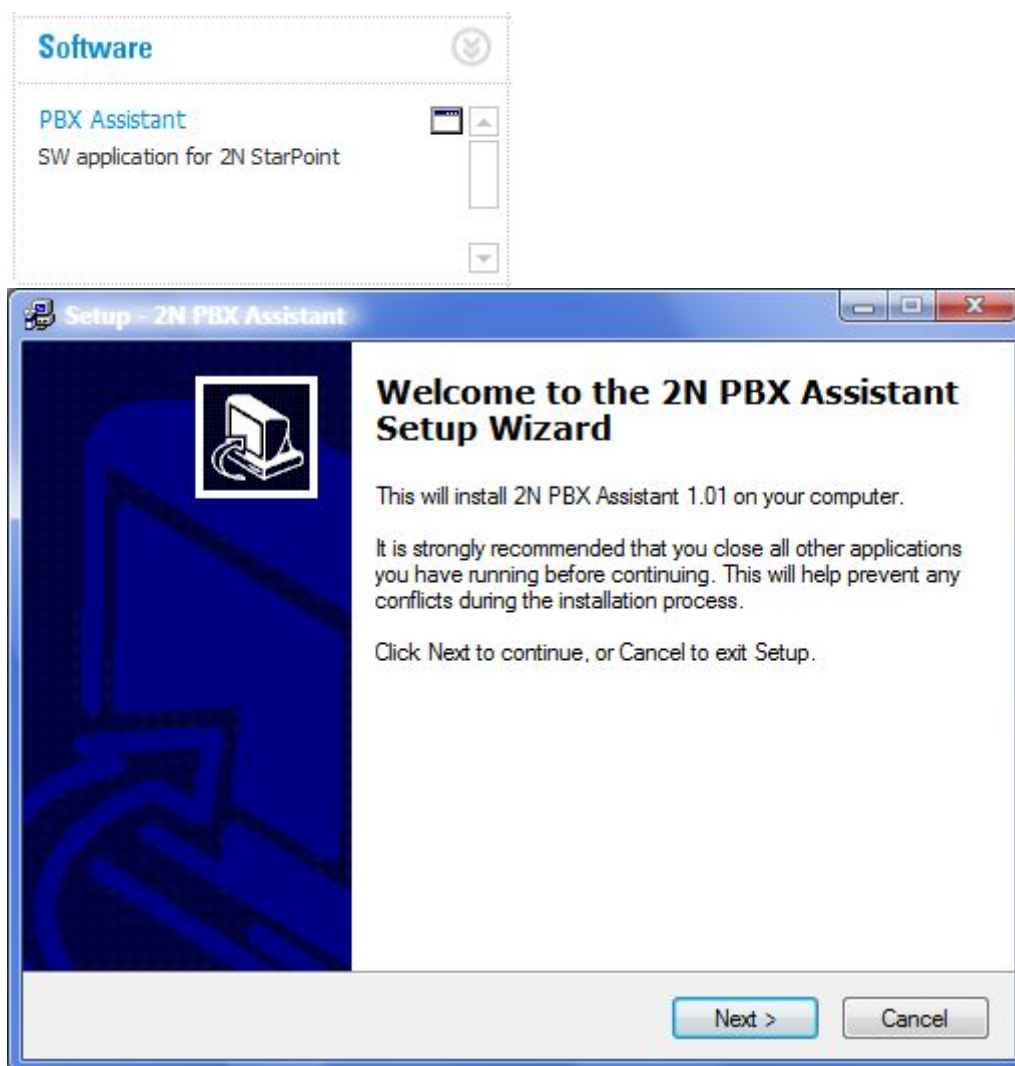 Software
PBX Assistant
SW application for 2N StarPoint
Setup - 2N PBX Assistant
Welcome to the 2N PBX Assistant
Setup Wizard
This will install 2N PBX Assistant 1.01 on your computer.
It is strongly recommended that you close all other applications
you have running before continuing. This will help prevent any
conflicts during the installation process.
Click Next to continue, or Cancel to exit Setup.
Next >
Cancel